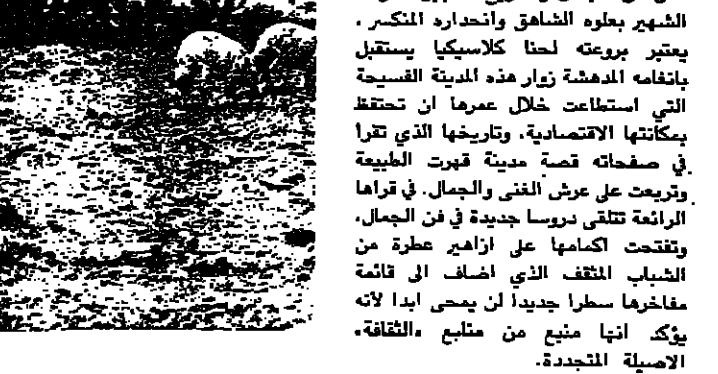 الشهير بعلوه الشاهق وانحداره المنكسر .
يعتبر بروعته لحنا كلاسيكيا يستقبل
بانغامه المدهشة زوار هذه المدينة الفسيحة
التي استطاعت خلال عمرها ان تحتفظ
بمكانتها الاقتصادية، وتاريخها الذي تقرأ
في صفحاته قصة مدينة قهرت الطبيعة
وتربعت على عرش الغنى والجمال. في قراها
الرائعة تتلقى دروسا جديدة في فن الجمال،
وتفتحت اكمامها على ازاهير عطرة من
الشباب المثقف الذي اضاف الى قائمة
مفاخرها سطرا جديدا لن يمحى ابدا لأنه
يؤكد انها منبع من منابع «الثقافة»
الاصيلة المتجددة.